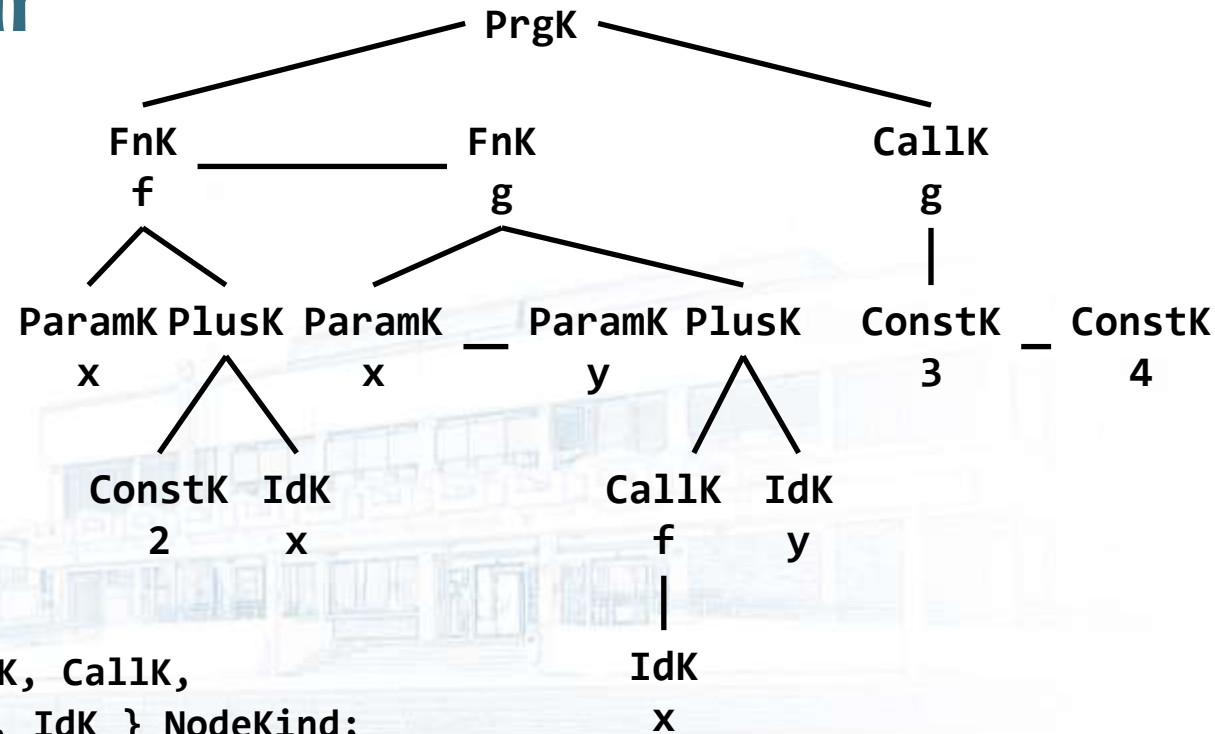 PrgK
FnK FnK CallK
f g g
ParamK PlusK ParamK ParamK PlusK ConstK ConstK
x x y 3 4
ConstK IdK CallK IdK
2 x f y
K, CallK, IdK
, IdK } NodeKind; x